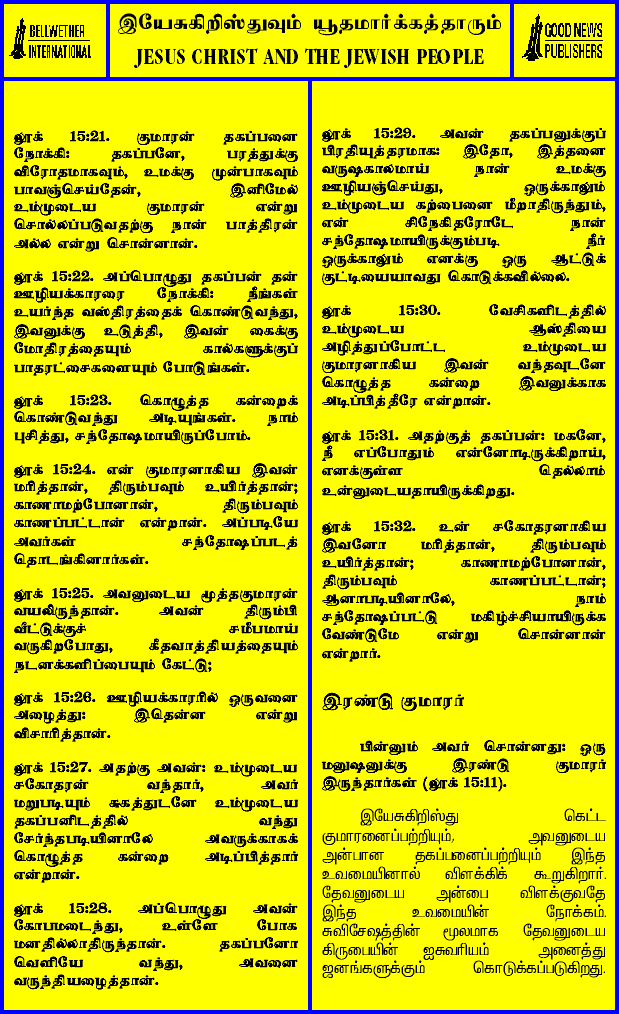 BELLWETHER
INTERNATIONAL
இயேசுகிறிஸ்துவும் யூதமார்க்கத்தாரும்
JESUS CHRIST AND THE JEWISH PEOPLE
GOOD NEWS
PUBLISHERS
லூக் 15:21. குமாரன் தகப்பனை
நோக்கி: தகப்பனே, பரத்துக்கு
விரோதமாகவும், உமக்கு முன்பாகவும்
பாவஞ்செய்தேன், இனிமேல்
உம்முடைய குமாரன் என்று
சொல்லப்படுவதற்கு நான் பாத்திரன்
அல்ல என்று சொன்னான்.
லூக் 15:22. அப்பொழுது தகப்பன் தன்
ஊழியக்காரரை நோக்கி: நீங்கள்
உயர்ந்த வஸ்திரத்தைக் கொண்டுவந்து,
இவனுக்கு உடுத்தி, இவன் கைக்கு
மோதிரத்தையும் கால்களுக்குப்
பாதரட்சைகளையும் போடுங்கள்.
லூக் 15:23. கொழுத்த கன்றைக்
கொண்டுவந்து அடியுங்கள். நாம்
புசித்து, சந்தோஷமாயிருப்போம்.
லூக் 15:24. என் குமாரனாகிய இவன்
மரித்தான், திரும்பவும் உயிர்த்தான்;
காணாமற்போனான், திரும்பவும்
காணப்பட்டான் என்றான். அப்படியே
அவர்கள் சந்தோஷப்படத்
தொடங்கினார்கள்.
லூக் 15:25. அவனுடைய மூத்தகுமாரன்
வயலிருந்தான். அவன் திரும்பி
வீட்டுக்குச் சமீபமாய்
வருகிறபோது, கீதவாத்தியத்தையும்
நடனக்களிப்பையும் கேட்டு;
லூக் 15:26. ஊழியக்காரரில் ஒருவனை
அழைத்து: இதென்ன என்று
விசாரித்தான்.
லூக் 15:27. அதற்கு அவன்: உம்முடைய
சகோதரன் வந்தார், அவர்
மறுபடியும் சுகத்துடனே உம்முடைய
தகப்பனிடத்தில் வந்து
சேர்ந்தபடியினாலே அவருக்காகக்
கொழுத்த கன்றை அடிப்பித்தார்
என்றான்.
லூக் 15:28. அப்பொழுது அவன்
கோபமடைந்து, உள்ளே போக
மனதில்லாதிருந்தான். தகப்பனோ
வெளியே வந்து, அவனை
வருந்தியழைத்தான்.
லூக் 15:29. அவன் தகப்பனுக்குப்
பிரதியுத்தரமாக: இதோ, இத்தனை
வருஷகாலமாய் நான் உமக்கு
ஊழியஞ்செய்து, ஒருக்காலும்
உம்முடைய கற்பனை மீறாதிருந்தும்,
என் சிநேகிதரோடே நான்
சந்தோஷமாயிருக்கும்படி நீர்
ஒருக்காலும் எனக்கு ஒரு ஆட்டுக்
குட்டியையாவது கொடுக்கவில்லை.
லூக் 15:30. வேசிகளிடத்தில்
உம்முடைய ஆஸ்தியை
அழித்துப்போட்ட உம்முடைய
குமாரனாகிய இவன் வந்தவுடனே
கொழுத்த கன்றை இவனுக்காக
அடிப்பித்தீரே என்றான்.
லூக் 15:31. அதற்குத் தகப்பன்: மகனே,
நீ எப்போதும் என்னோடிருக்கிறாய்,
எனக்குள்ள தெல்லாம்
உன்னுடையதாயிருக்கிறது.
லூக் 15:32. உன் சகோதரனாகிய
இவனோ மரித்தான், திரும்பவும்
உயிர்த்தான்; காணாமற்போனான்,
திரும்பவும் காணப்பட்டான்;
ஆனபடியினாலே, நாம்
சந்தோஷப்பட்டு மகிழ்ச்சியாயிருக்க
வேண்டுமே என்று சொன்னான்
என்றார்.
இரண்டு குமாரர்
பின்னும் அவர் சொன்னது: ஒரு
மனுஷனுக்கு இரண்டு குமாரர்
இருந்தார்கள் (லூக் 15:11).
இயேசுகிறிஸ்து கெட்ட
குமாரனைப்பற்றியும், அவனுடைய
அன்பான தகப்பனைப்பற்றியும் இந்த
உவமையினால் விளக்கிக் கூறுகிறார்.
தேவனுடைய அன்பை விளக்குவதே
இந்த உவமையின் நோக்கம்.
சுவிசேஷத்தின் மூலமாக தேவனுடைய
கிருபையின் ஐசுவரியம் அனைத்து
ஜனங்களுக்கும் கொடுக்கப்படுகிறது.